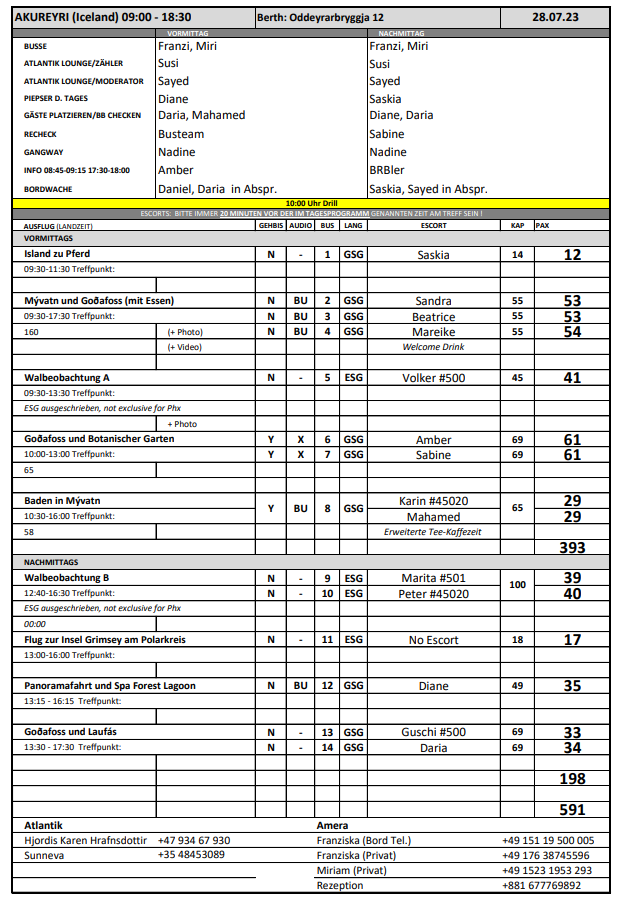 AKUREYRI (Iceland) 09:00 - 18:30 Berth: Oddeyrarbryggja 12 28.07.23
VORMITTAG NACHMITTAG
BUSSE Franzi, Miri Franzi, Miri
ATLANTIK LOUNGE/ZÄHLER Susi Susi
ATLANTIK LOUNGE/MODERATOR Sayed Sayed
PIEPSER D. TAGES Diane Saskia
GÄSTE PLATZIEREN/BB CHECKEN Daria, Mahamed Diane, Daria
RECHECK Busteam Sabine
GANGWAY Nadine Nadine
INFO 08:45-09:15 17:30-18:00 Amber BRBler
BORDWACHE Daniel, Daria in Abspr. Saskia, Sayed in Abspr.
10:00 Uhr Drill
ESCORTS: BITTE IMMER 20 MINUTEN VOR DER IM TAGESPROGRAMM GENANNTEN ZEIT AM TREFF SEIN !
AUSFLUG (LANDZEIT) GEHBIS AUDIO BUS LANG ESCORT KAP PAX
VORMITTAGS
Island zu Pferd N - 1 GSG Saskia 14 12
09:30-11:30 Treffpunkt:
Mývatn und Goðafoss (mit Essen) N BU 2 GSG Sandra 55 53
09:30-17:30 Treffpunkt: N BU 3 GSG Beatrice 55 53
160 (+ Photo) N BU 4 GSG Mareike 55 54
(+ Video) Welcome Drink
Walbeobachtung A N - 5 ESG Volker #500 45 41
09:30-13:30 Treffpunkt:
ESG ausgeschrieben, not exclusive for Phx
+ Photo
Goðafoss und Botanischer Garten Y X 6 GSG Amber 69 61
10:00-13:00 Treffpunkt: Y X 7 GSG Sabine 69 61
65
Baden in Mývatn Y BU 8 GSG Karin #45020 65 29
10:30-16:00 Treffpunkt: Mahamed 29
58 Erweiterte Tee-Kaffezeit
393
NACHMITTAGS
Walbeobachtung B N - 9 ESG Marita #501 100 39
12:40-16:30 Treffpunkt: N - 10 ESG Peter #45020 40
ESG ausgeschrieben, not exclusive for Phx
00:00
Flug zur Insel Grimsey am Polarkreis N - 11 ESG No Escort 18 17
13:00-16:00 Treffpunkt:
Panoramafahrt und Spa Forest Lagoon N BU 12 GSG Diane 49 35
13:15 - 16:15 Treffpunkt:
Goðafoss und Laufás N - 13 GSG Guschi #500 69 33
13:30 - 17:30 Treffpunkt: N - 14 GSG Daria 69 34
198
591
Atlantik Amera
Hjordis Karen Hrafnsdottir +47 934 67 930 Franziska (Bord Tel.) +49 151 19 500 005
Sunneva +35 48453089 Franziska (Privat) +49 176 38745596
Miriam (Privat) +49 1523 1953 293
Rezeption +881 677769892